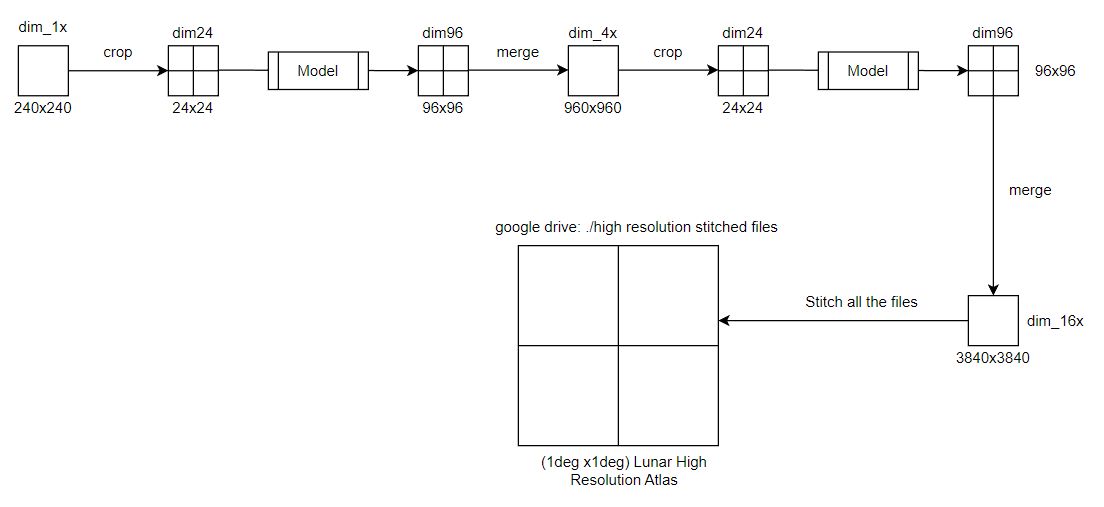 dim_1x
crop
dim24
dim96
merge
dim_4x
crop
dim24
dim96
Model
Model
96x96
240x240
24x24
96x96
960x960
24x24
merge
google drive: ./high resolution stitched files
Stitch all the files
dim_16x
3840x3840
(1deg x1deg) Lunar High
Resolution Atlas